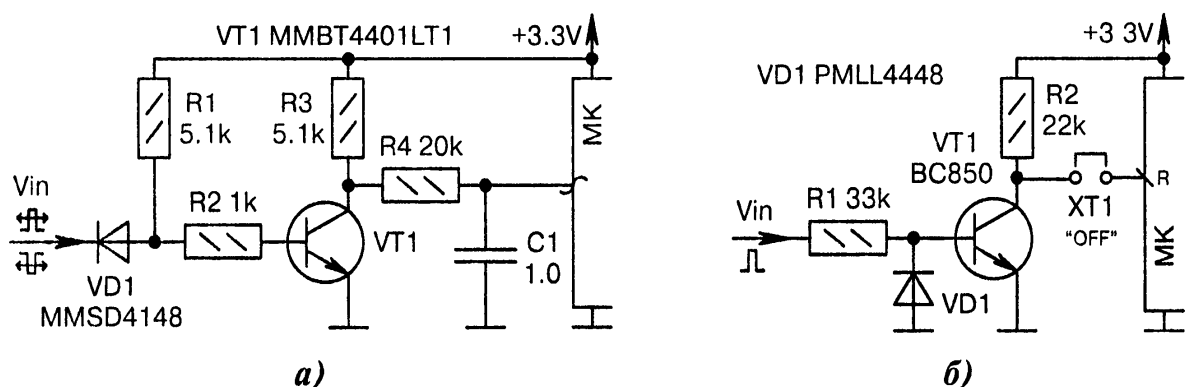 VT1 MMBT4401LT1
+3.3V
R1
5.1k
R3
5.1k
R4 20k
МК
Vin
R2 1k
VT1
C1
1.0
VD1
MMSD4148
а)
+3 3V
VD1 PMLL4448
R2
22k
VT1
BC850
R
Vin
R1 33k
XT1
"OFF"
МК
VD1
б)